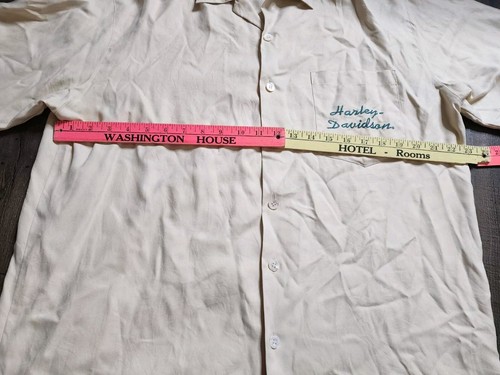 Harley-
Davidson.
WASHINGTON HOUSE
HOTEL - Rooms